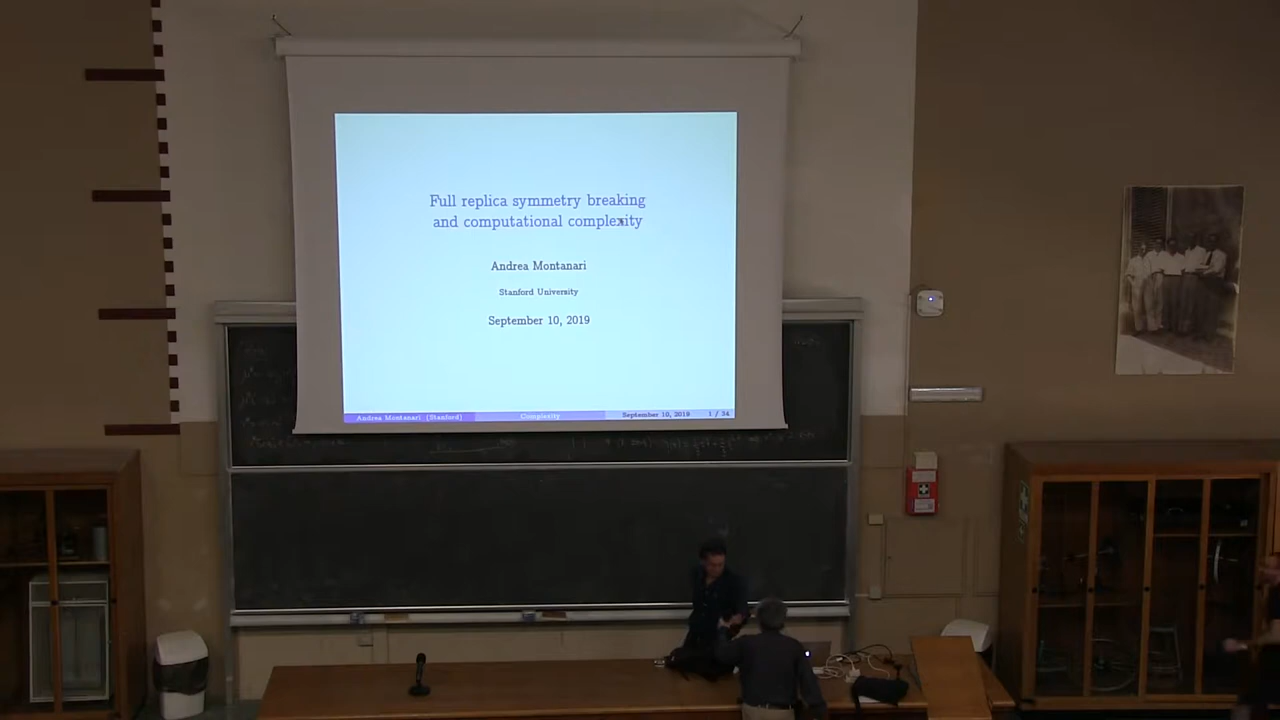 Full replica symmetry breaking
and computational complexity
Andrea Montanari
Stanford University
September 10, 2019
Andrea Montanari (Stanford) Complexity September 10, 2019 1 / 34